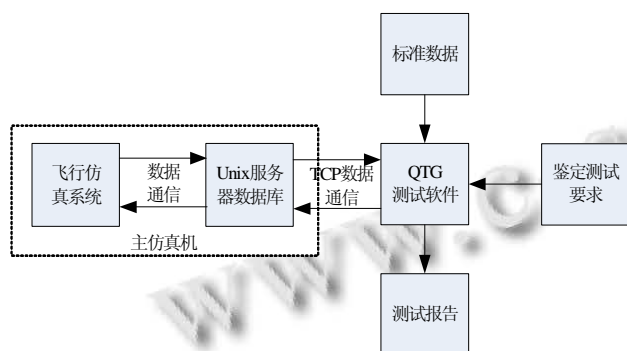 标准数据
飞行仿
真系统
数据
通信
Unix服务
器数据库
TCP数据
通信
QTG
测试软件
鉴定测试
要求
主仿真机
测试报告
www.c